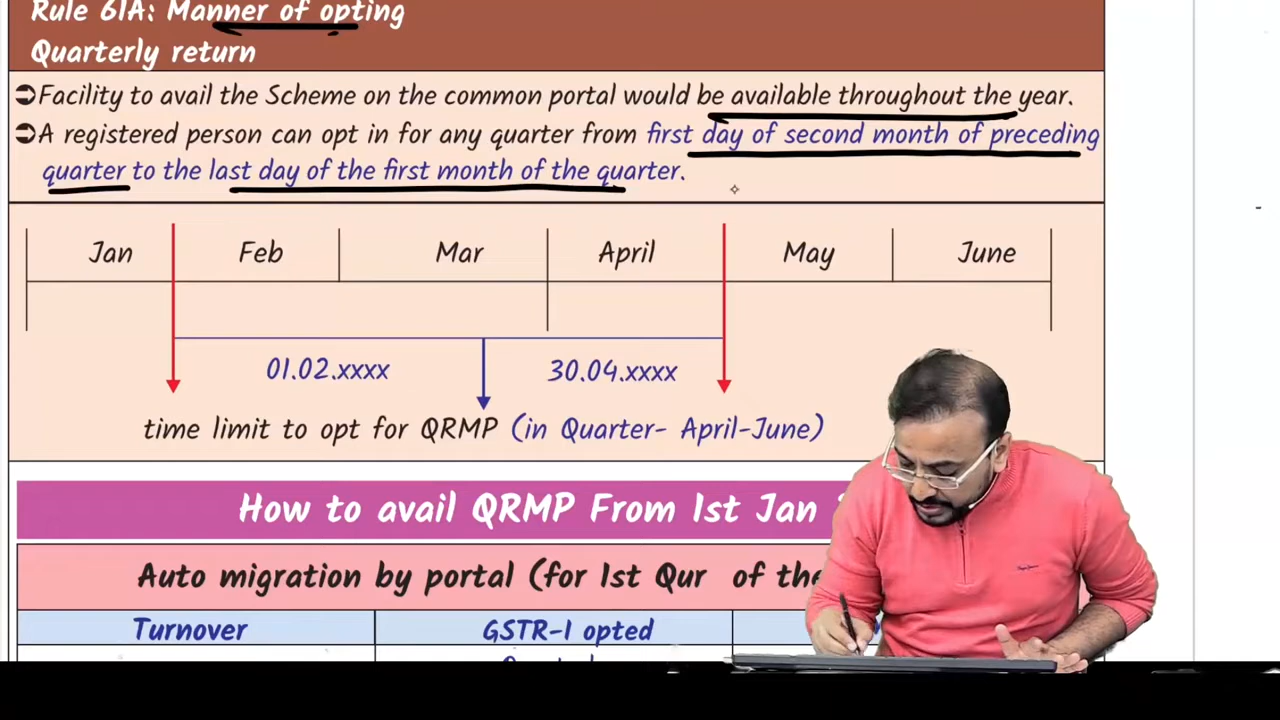 Rule 61A: Manner of opting
Quarterly return
➲Facility to avail the Scheme on the common portal would be available throughout the year.
➲A registered person can opt in for any quarter from first day of second month of preceding
quarter to the last day of the first month of the quarter.
Jan Feb Mar April May June
01.02.xxxx 30.04.xxxx
time limit to opt for QRMP (in Quarter- April-June)
How to avail QRMP From 1st Jan
Auto migration by portal (for 1st Qur of the
Turnover GSTR-1 opted